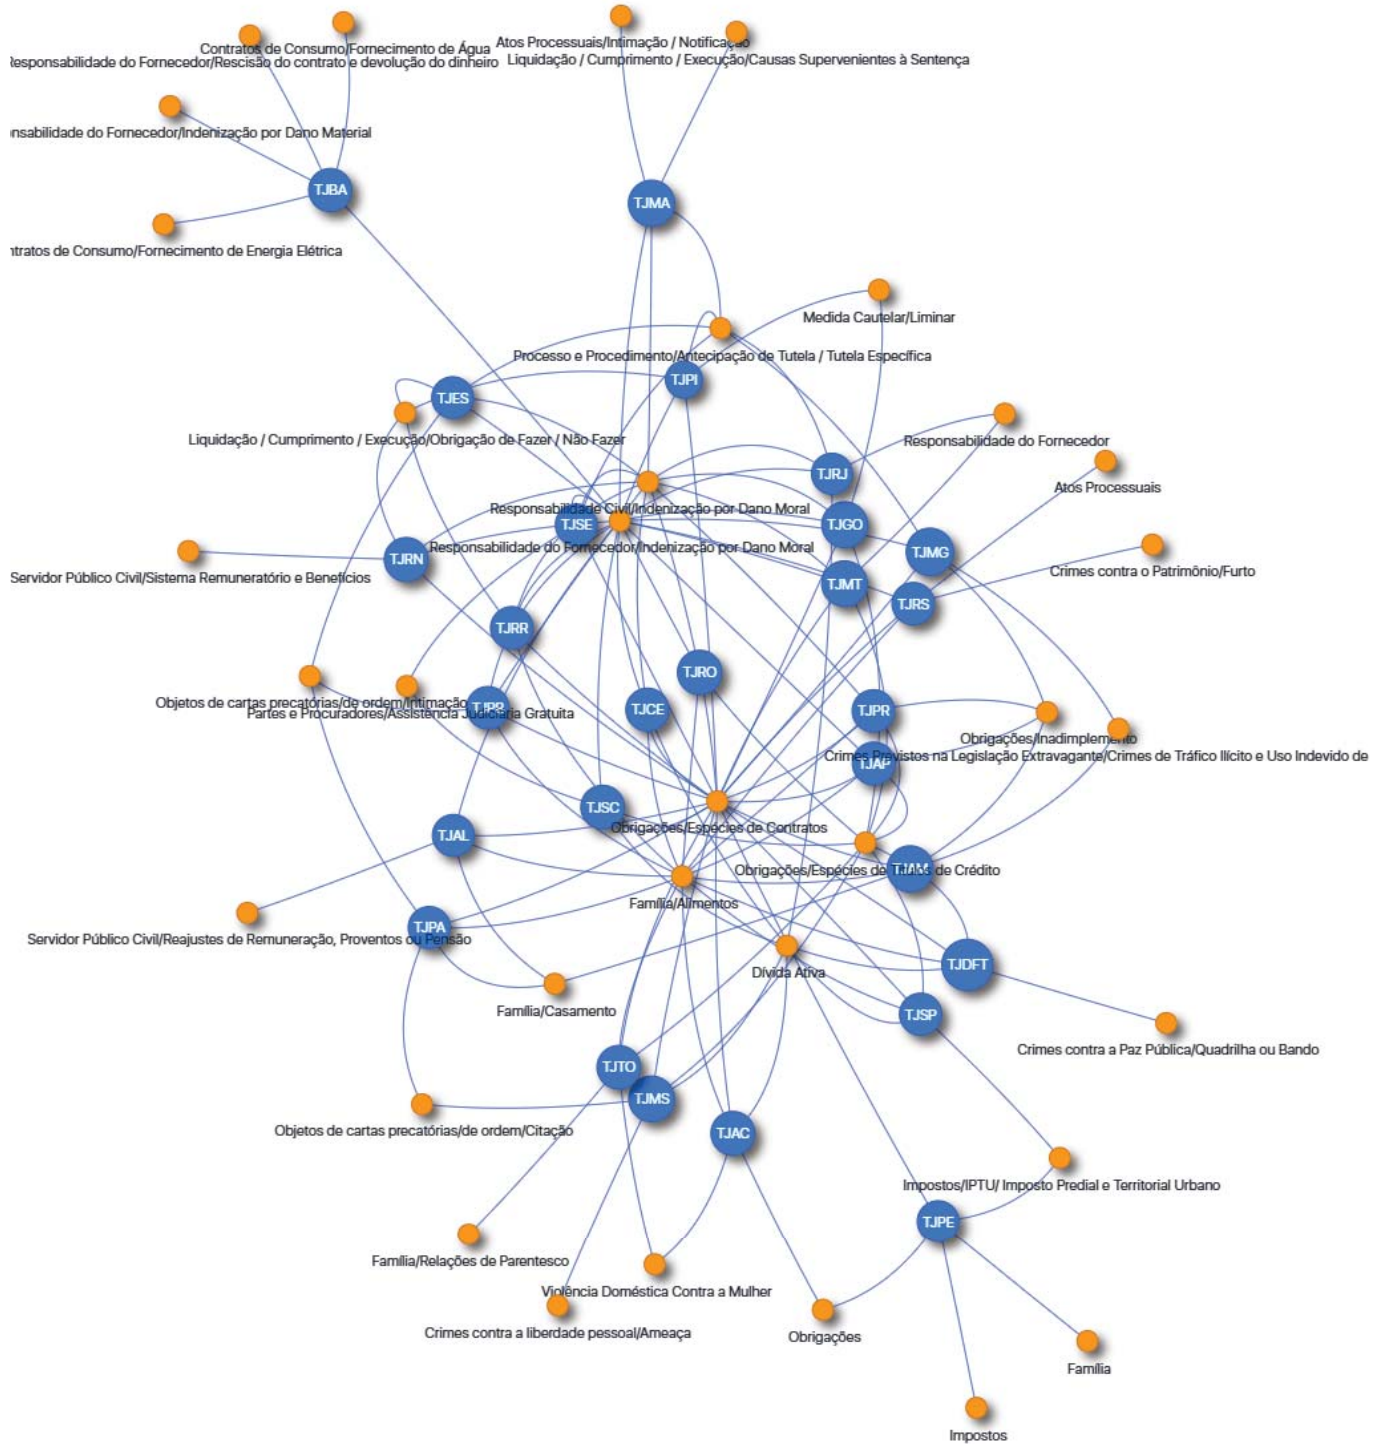 Contratos de Consumo/Fornecimento de Água
Atos Processuais/Intimação / Notificação
Responsabilidade do Fornecedor/Rescisão do contrato e devolução do dinheiro
Liquidação / Cumprimento / Execução/Causas Supervenientes à Sentença
nsabilidade do Fornecedor/Indenização por Dano Material
TJBA
TJMA
ntratos de Consumo/Fornecimento de Energia Elétrica
Medida Cautelar/Liminar
Processo e Procedimento/Antecipação de Tutela / Tutela Específica
TJPI
TJES
Liquidação / Cumprimento / Execução/Obrigação de Fazer / Não Fazer
Responsabilidade do Fornecedor
TJRJ
Atos Processuais
Responsabilidade Civil/Indenização por Dano Moral
TJSE
TJGO
Responsabilidade do Fornecedor/Indenização por Dano Moral
TJMG
TJRN
Crimes contra o Patrimônio/Furto
Servidor Público Civil/Sistema Remuneratório e Benefícios
TJMT
TJRS
TJRR
TJRO
Objetos de cartas precatórias/de ordem/Intimação
Partes e Procuradores/Assistência Judiciária Gratuita
TJCE
TJPR
Obrigações/Inadimplemento
Crimes Previstos na Legislação Extravagante/Crimes de Tráfico Ilícito e Uso Indevido de
TJAP
TJSC
Obrigações/Espécies de Contratos
TJAL
Obrigações/Espécies de Títulos de Crédito
TJAM
Família/Alimentos
TJPA
Servidor Público Civil/Reajustes de Remuneração, Proventos ou Pensão
TJDFT
Dívida Ativa
Família/Casamento
TJSP
Crimes contra a Paz Pública/Quadrilha ou Bando
TJTO
TJMS
Objetos de cartas precatórias/de ordem/Citação
TJAC
Impostos/IPTU/ Imposto Predial e Territorial Urbano
TJPE
Família/Relações de Parentesco
Violência Doméstica Contra a Mulher
Crimes contra a liberdade pessoal/Ameaça
Obrigações
Família
Impostos